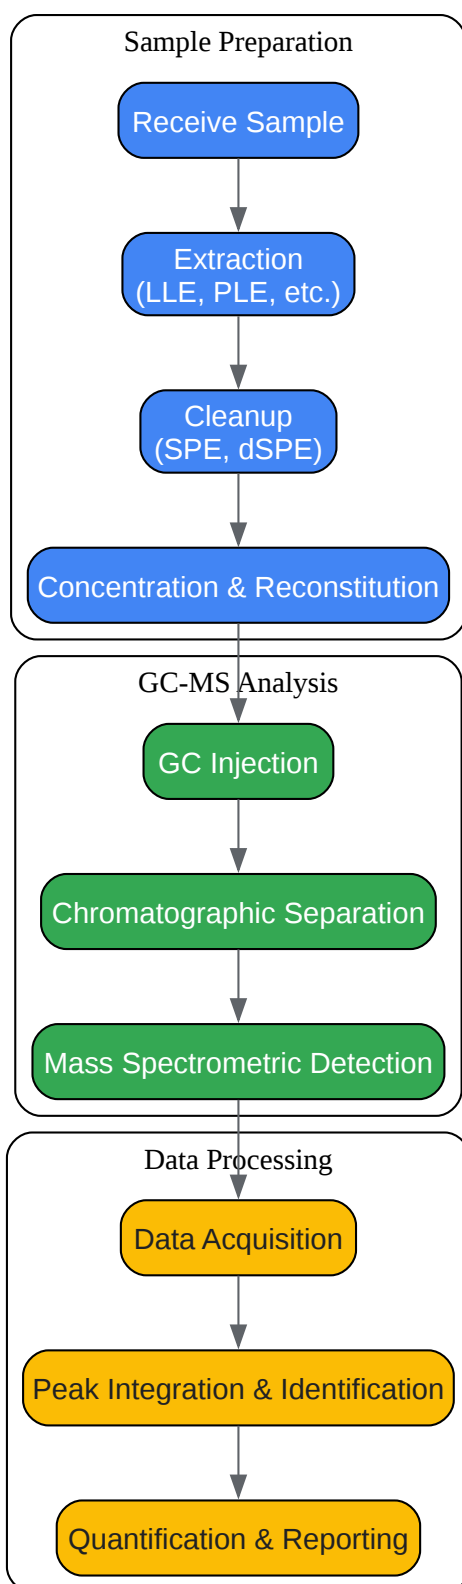 Sample Preparation
Receive Sample
Extraction
(LLE, PLE, etc.)
Cleanup
(SPE, dSPE)
Concentration & Reconstitution
GC-MS Analysis
GC Injection
Chromatographic Separation
Mass Spectrometric Detection
Data Processing
Data Acquisition
Peak Integration & Identification
Quantification & Reporting